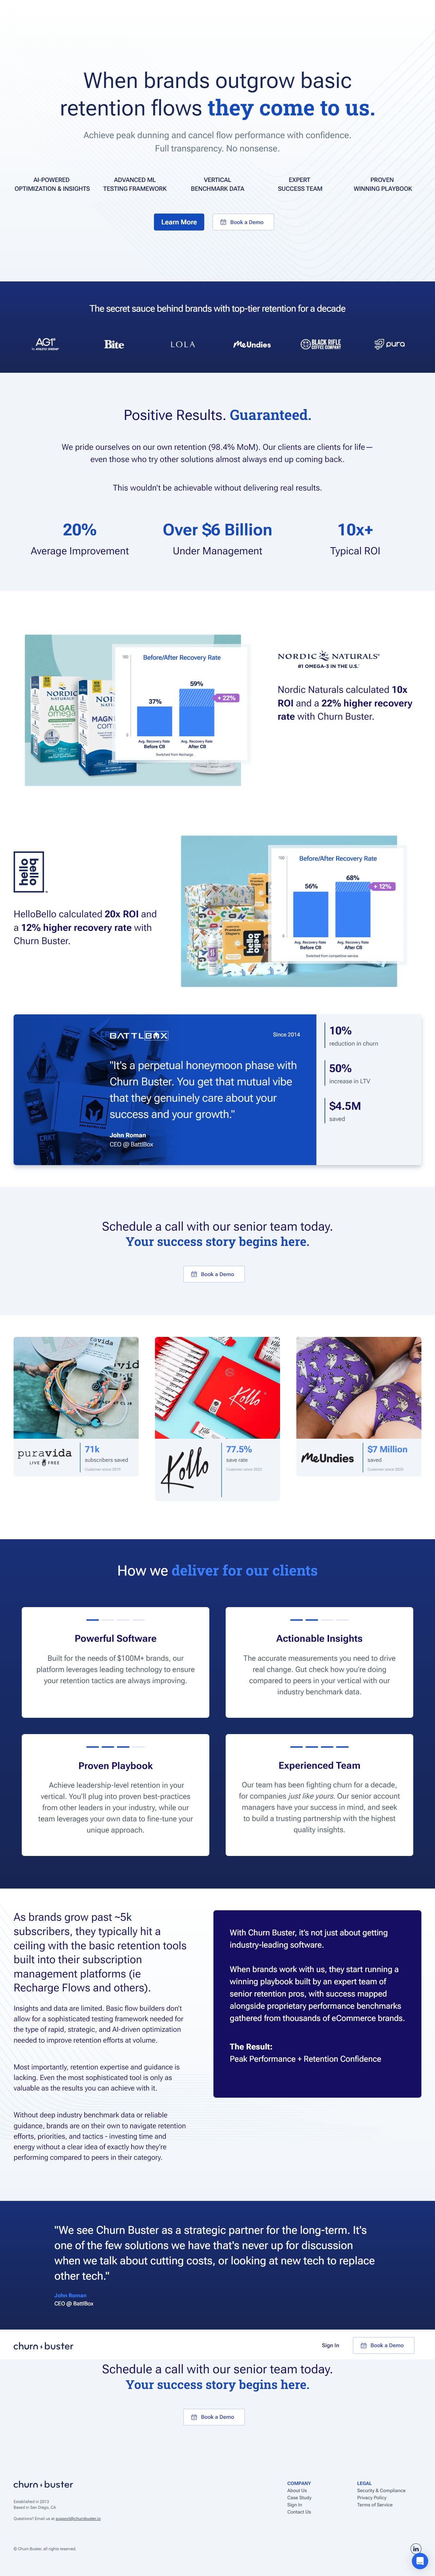 When brands outgrow basic
retention flows they come to us.
Achieve peak dunning and cancel flow performance with confidence.
Full transparency. No nonsense.
AI-POWERED
OPTIMIZATION & INSIGHTS
ADVANCED ML
TESTING FRAMEWORK
VERTICAL
BENCHMARK DATA
EXPERT
SUCCESS TEAM
PROVEN
WINNING PLAYBOOK
Learn More
Book a Demo
The secret sauce behind brands with top-tier retention for a decade
AG1
Bite
LOLA
MeUndies
BLACK RIFLE
COFFEE COMPANY
pura
Positive Results. Guaranteed.
We pride ourselves on our own retention (98.4% MoM). Our clients are clients for life—
even those who try other solutions almost always end up coming back.
This wouldn't be achievable without delivering real results.
20%
Average Improvement
Over $6 Billion
Under Management
10x+
Typical ROI
NORDIC
NATURALS
ALGAE
omega
NORDIC
NATURALS
Before/After Recovery Rate
100
37%
59%
+ 22%
0
Avg. Recovery Rate
Before CB
Avg. Recovery Rate
After CB
Switched from Recharge.
NORDIC NATURALS
#1 OMEGA-3 IN THE U.S.
Nordic Naturals calculated 10x
ROI and a 22% higher recovery
rate with Churn Buster.
hello
bello
HelloBello calculated 20x ROI and
a 12% higher recovery rate with
Churn Buster.
hello
bello
Before/After Recovery Rate
100
56%
68%
+ 12%
0
Avg. Recovery Rate
Before CB
Avg. Recovery Rate
After CB
Switched from competitive service.
BATTLBOX
Since 2014
"It's a perpetual honeymoon phase with
Churn Buster. You get that mutual vibe
that they genuinely care about your
success and your growth."
John Roman
CEO @ BattlBox
10%
reduction in churn
50%
increase in LTV
$4.5M
saved
Schedule a call with our senior team today.
Your success story begins here.
Book a Demo
puravida
LIVE FREE
71k
subscribers saved
Customer since 2019
Kollo
Kollo
77.5%
save rate
Customer since 2022
MeUndies
$7 Million
saved
Customer since 2020
How we deliver for our clients
Powerful Software
Built for the needs of $100M+ brands, our
platform leverages leading technology to ensure
your retention tactics are always improving.
Actionable Insights
The accurate measurements you need to drive
real change. Gut check how you're doing
compared to peers in your vertical with our
industry benchmark data.
Proven Playbook
Achieve leadership-level retention in your
vertical. You'll plug into proven best-practices
from other leaders in your industry, while our
team leverages your own data to fine-tune your
unique approach.
Experienced Team
Our team has been fighting churn for a decade,
for companies just like yours. Our senior account
managers have your success in mind, and seek
to build a trusting partnership with the highest
quality insights.
As brands grow past ~5k
subscribers, they typically hit a
ceiling with the basic retention tools
built into their subscription
management platforms (ie
Recharge Flows and others).
Insights and data are limited. Basic flow builders don't
allow for a sophisticated testing framework needed for
the type of rapid, strategic, and AI-driven optimization
needed to improve retention efforts at volume.
Most importantly, retention expertise and guidance is
lacking. Even the most sophisticated tool is only as
valuable as the results you can achieve with it.
Without deep industry benchmark data or reliable
guidance, brands are on their own to navigate retention
efforts, priorities, and tactics - investing time and
energy without a clear idea of exactly how they're
performing compared to peers in their category.
With Churn Buster, it's not just about getting
industry-leading software.
When brands work with us, they start running a
winning playbook built by an expert team of
senior retention pros, with success mapped
alongside proprietary performance benchmarks
gathered from thousands of eCommerce brands.
The Result:
Peak Performance + Retention Confidence
"We see Churn Buster as a strategic partner for the long-term. It's
one of the few solutions we have that's never up for discussion
when we talk about cutting costs, or looking at new tech to replace
other tech."
John Roman
CEO @ BattlBox
churn+buster
Sign In
Book a Demo
Schedule a call with our senior team today.
Your success story begins here.
Book a Demo
churn+buster
Established in 2013
Based in San Diego, CA
Questions? Email us at support@churnbuster.io
COMPANY
About Us
Case Study
Sign In
Contact Us
LEGAL
Security & Compliance
Privacy Policy
Terms of Service
© Churn Buster, all rights reserved.
in